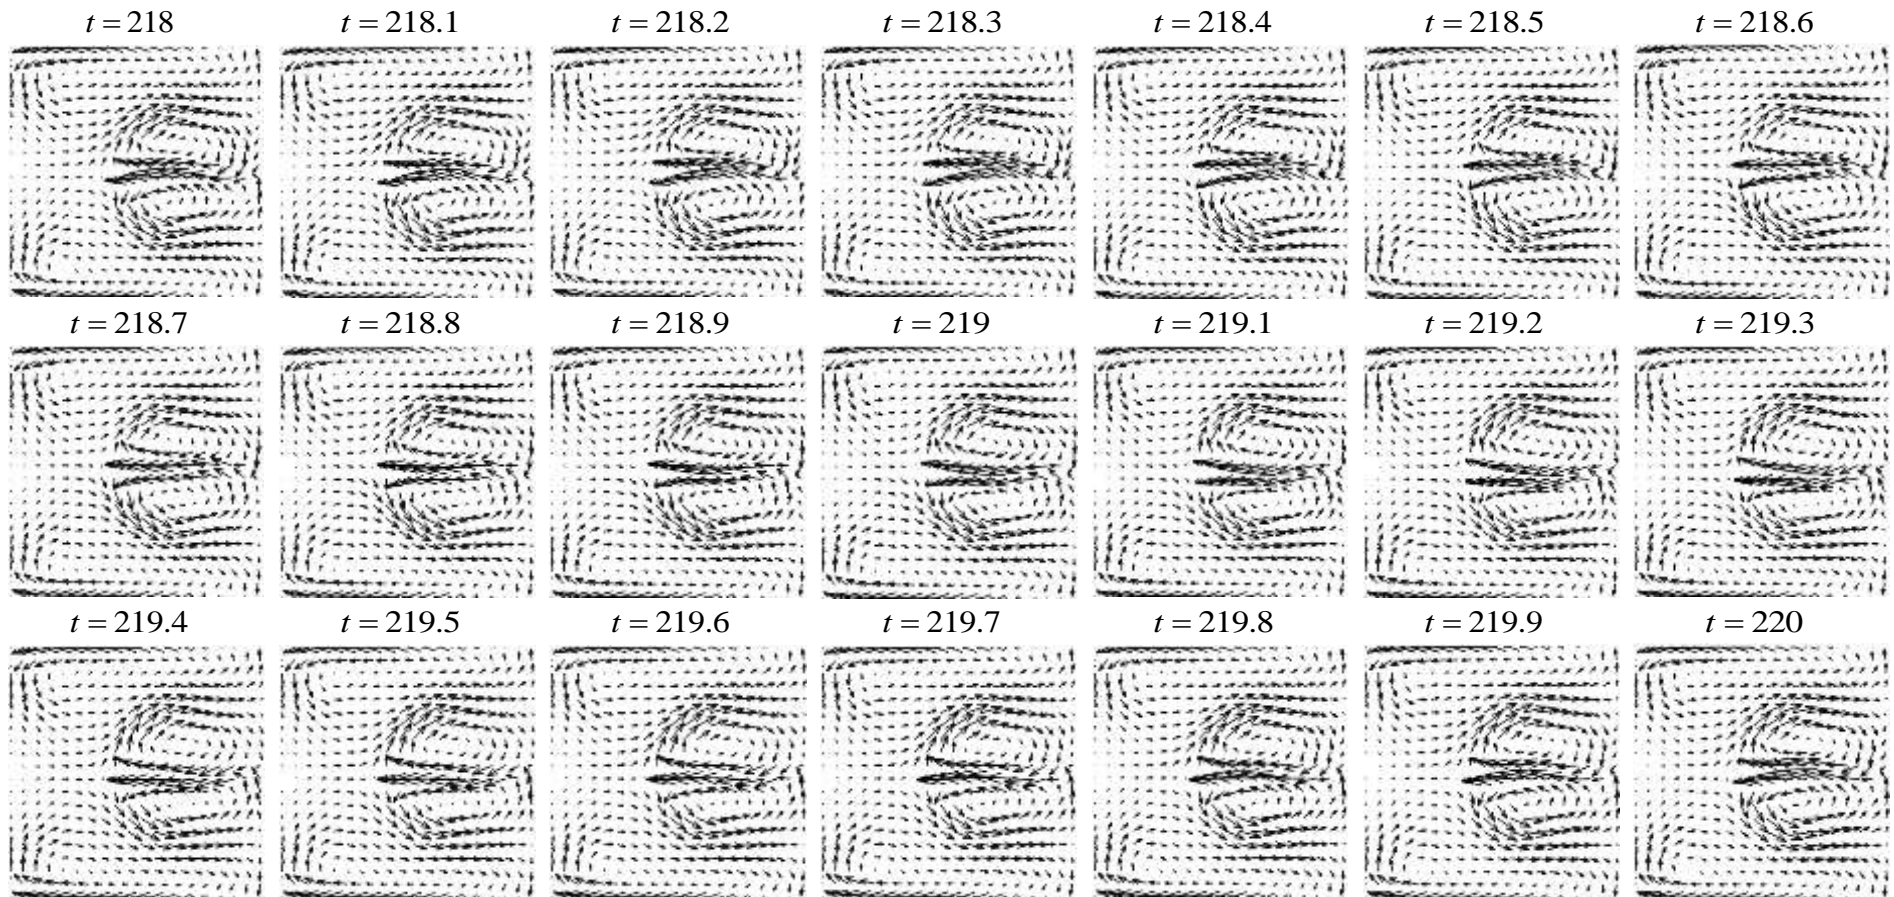 t = 218 t = 218.1 t = 218.2 t = 218.3 t = 218.4 t = 218.5 t = 218.6
t = 218.7 t = 218.8 t = 218.9 t = 219 t = 219.1 t = 219.2 t = 219.3
t = 219.4 t = 219.5 t = 219.6 t = 219.7 t = 219.8 t = 219.9 t = 220